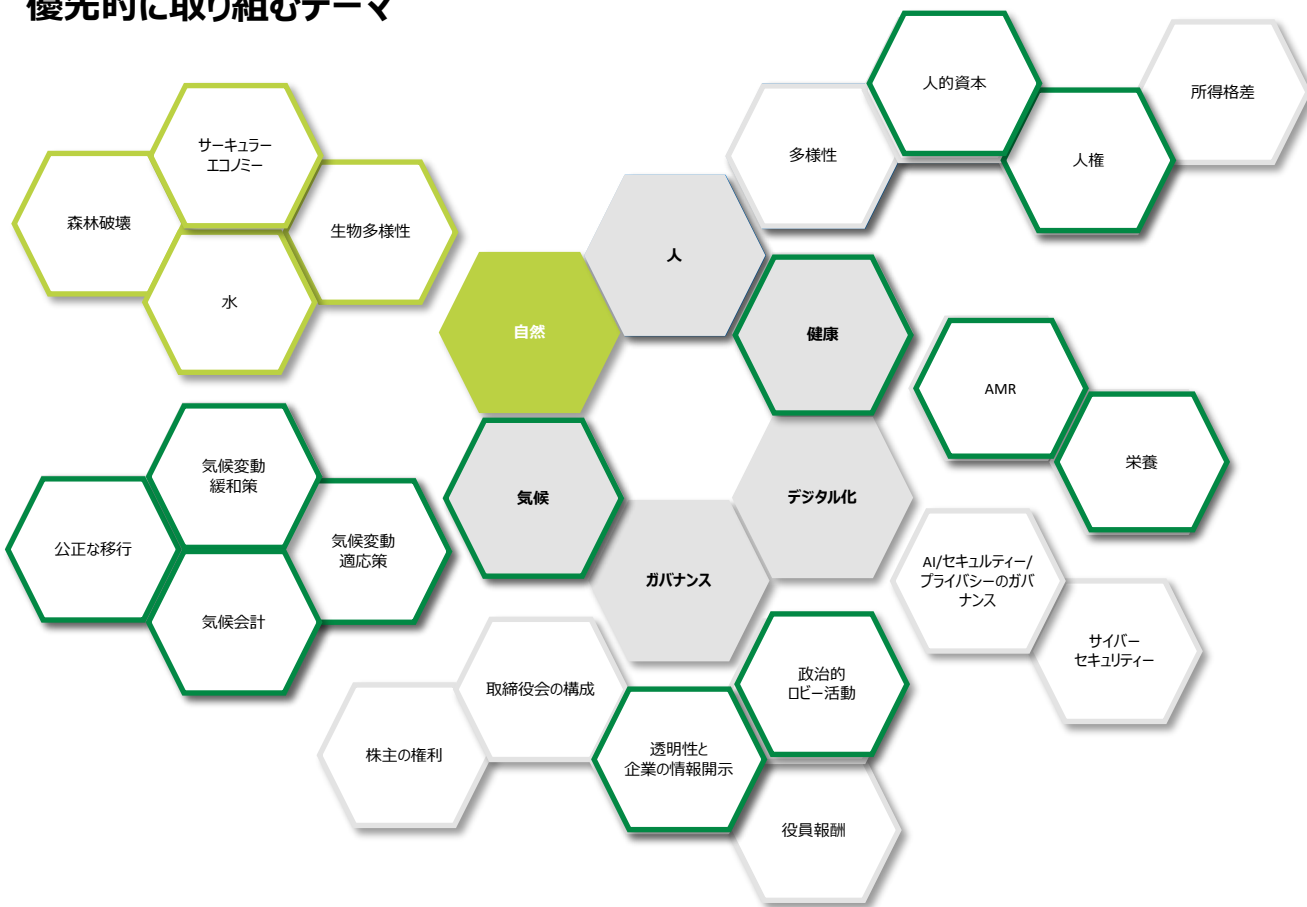 優先的に取り組むテーマ
人的資本
所得格差
多様性
人権
サーキュラー
エコノミー
森林破壊
生物多様性
水
人
自然
健康
AMR
栄養
気候
デジタル化
ガバナンス
気候変動
緩和策
公正な移行
気候変動
適応策
気候会計
AI/セキュルティー/
プライバシーのガバ
ナンス
サイバー
セキュリティー
政治的
ロビー活動
取締役会の構成
株主の権利
透明性と
企業の情報開示
役員報酬